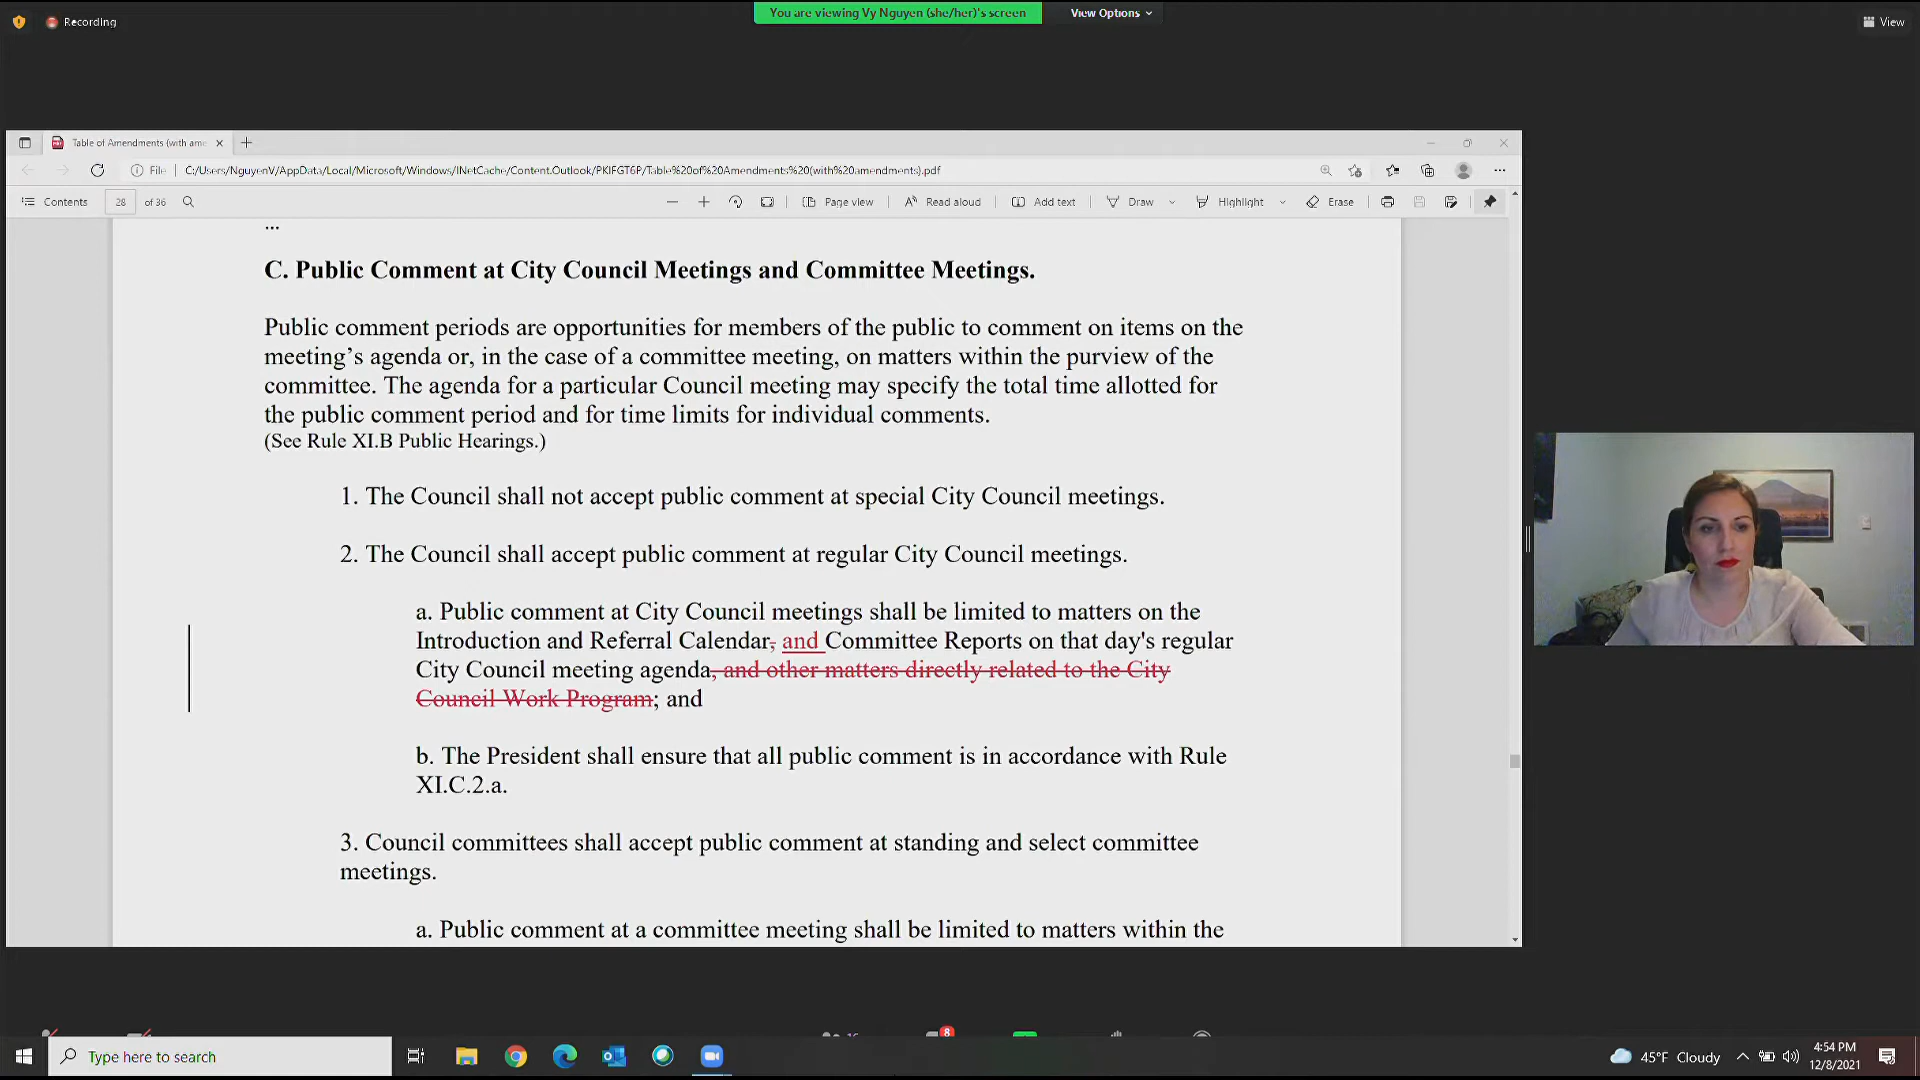 Recording
You are viewing Vy Nguyen (she/her)'s screen
View Options
View
Table of Amendments (with ame
File
C:/Users/NguyenV/AppData/Local/Microsoft/Windows/INetCache/Content.Outlook/PKIFGT6P/Table%20of%20Amendments%20(with%20amendments).pdf
Contents
28
of 36
Page view
Read aloud
Add text
Draw
Highlight
Erase
...
C. Public Comment at City Council Meetings and Committee Meetings.
Public comment periods are opportunities for members of the public to comment on items on the
meeting’s agenda or, in the case of a committee meeting, on matters within the purview of the
committee. The agenda for a particular Council meeting may specify the total time allotted for
the public comment period and for time limits for individual comments.
(See Rule XI.B Public Hearings.)
1. The Council shall not accept public comment at special City Council meetings.
2. The Council shall accept public comment at regular City Council meetings.
a. Public comment at City Council meetings shall be limited to matters on the
Introduction and Referral Calendar, and Committee Reports on that day's regular
City Council meeting agenda, and other matters directly related to the City
Council Work Program; and
b. The President shall ensure that all public comment is in accordance with Rule
XI.C.2.a.
3. Council committees shall accept public comment at standing and select committee
meetings.
a. Public comment at a committee meeting shall be limited to matters within the
8
Type here to search
45°F Cloudy
4:54 PM
12/8/2021